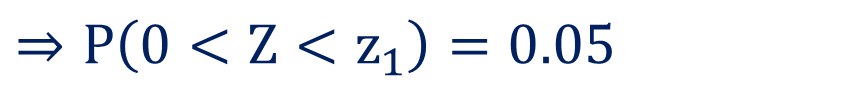 ⇒ P(0 < Z < z₁) = 0.05